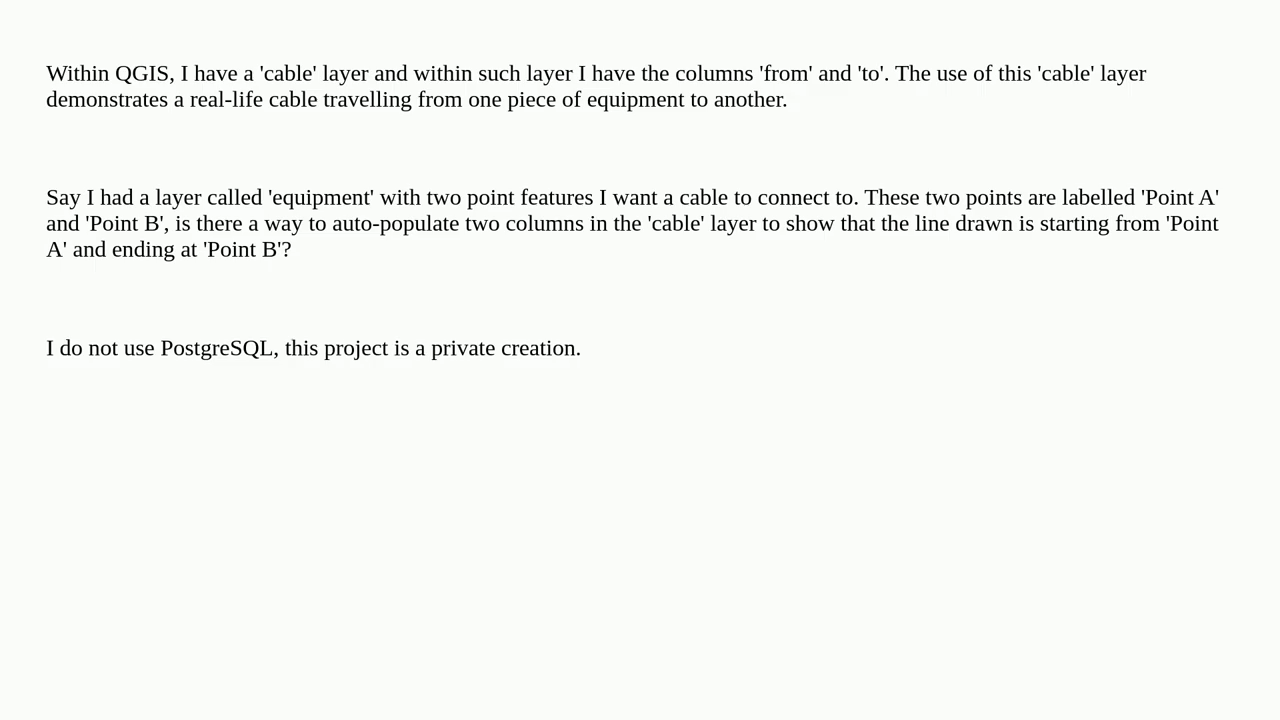 Within QGIS, I have a 'cable' layer and within such layer I have the columns 'from' and 'to'. The use of this 'cable' layer
demonstrates a real-life cable travelling from one piece of equipment to another.
Say I had a layer called 'equipment' with two point features I want a cable to connect to. These two points are labelled 'Point A'
and 'Point B', is there a way to auto-populate two columns in the 'cable' layer to show that the line drawn is starting from 'Point
A' and ending at 'Point B'?
I do not use PostgreSQL, this project is a private creation.